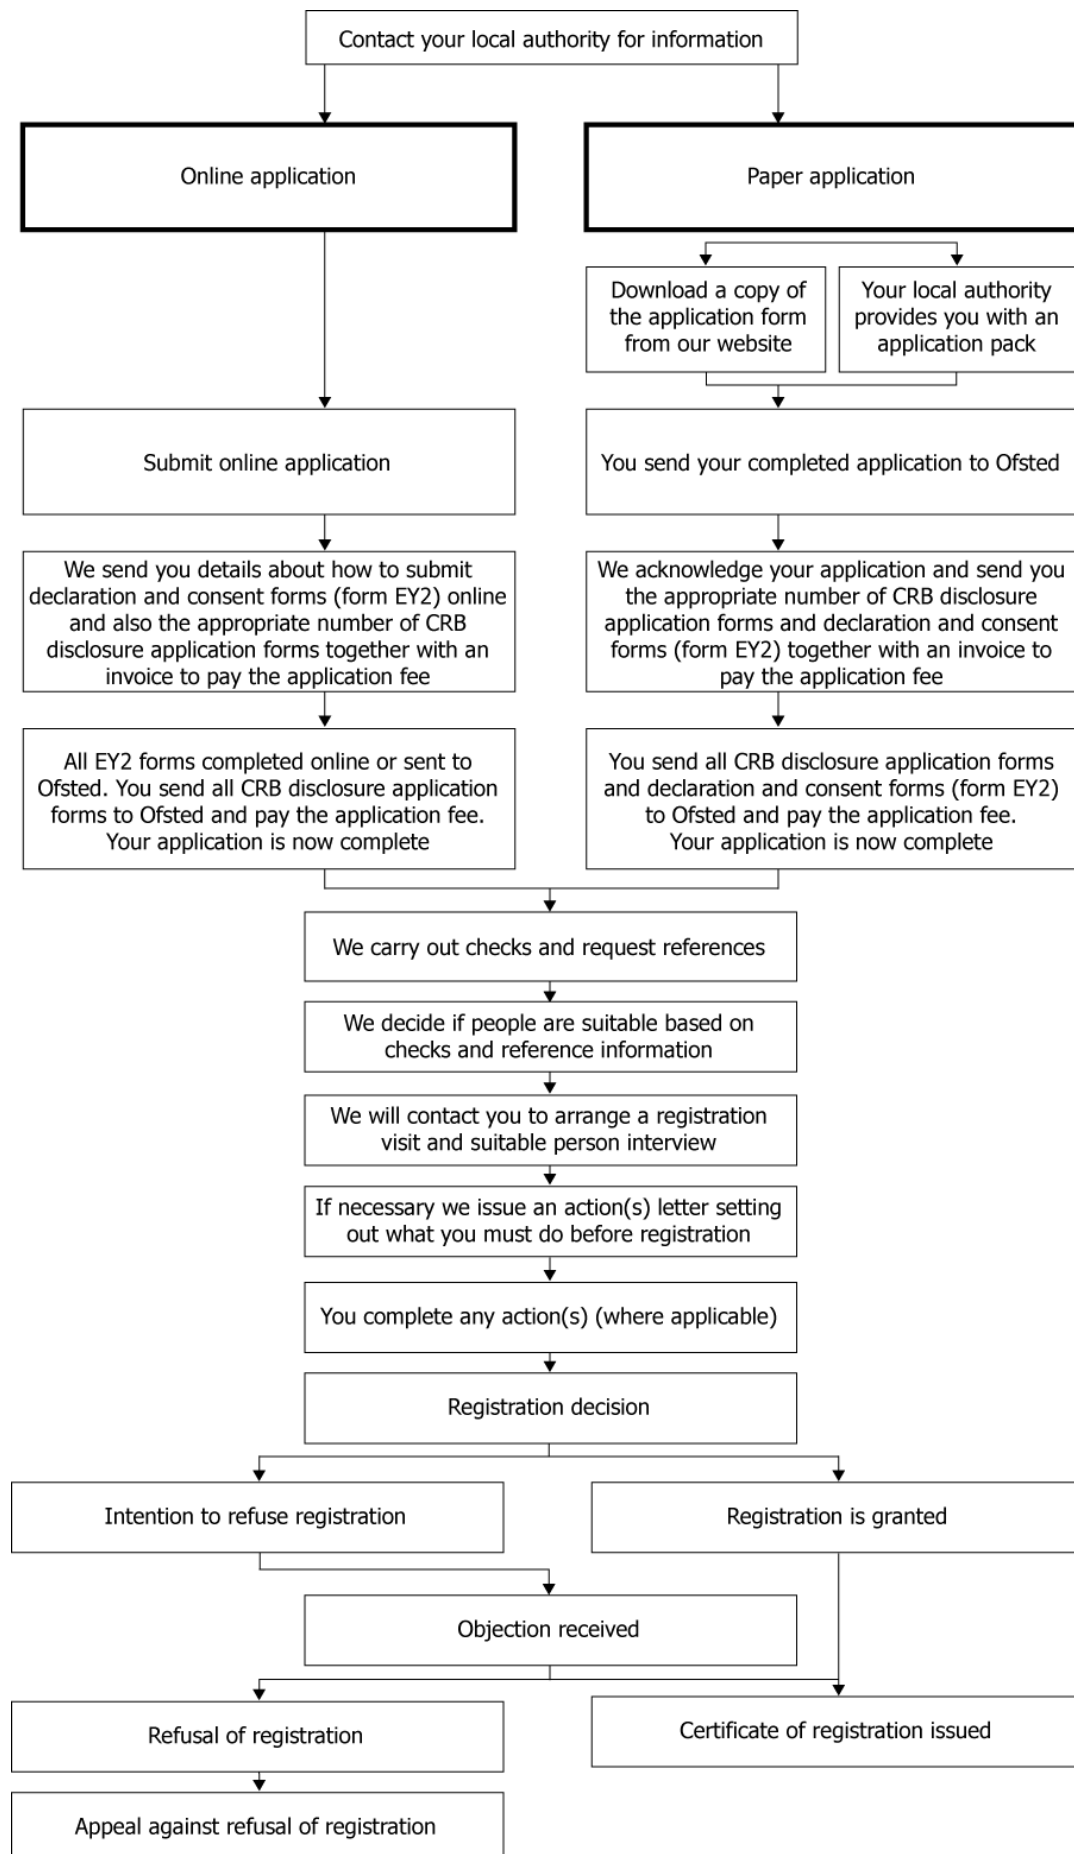 Contact your local authority for information
Online application
Paper application
Download a copy of
the application form
from our website
Your local authority
provides you with an
application pack
Submit online application
You send your completed application to Ofsted
We send you details about how to submit
declaration and consent forms (form EY2) online
and also the appropriate number of CRB
disclosure application forms together with an
invoice to pay the application fee
We acknowledge your application and send you
the appropriate number of CRB disclosure
application forms and declaration and consent
forms (form EY2) together with an invoice to
pay the application fee
All EY2 forms completed online or sent to
Ofsted. You send all CRB disclosure application
forms to Ofsted and pay the application fee.
Your application is now complete
You send all CRB disclosure application forms
and declaration and consent forms (form EY2)
to Ofsted and pay the application fee.
Your application is now complete
We carry out checks and request references
We decide if people are suitable based on
checks and reference information
We will contact you to arrange a registration
visit and suitable person interview
If necessary we issue an action(s) letter setting
out what you must do before registration
You complete any action(s) (where applicable)
Registration decision
Intention to refuse registration
Registration is granted
Objection received
Refusal of registration
Certificate of registration issued
Appeal against refusal of registration